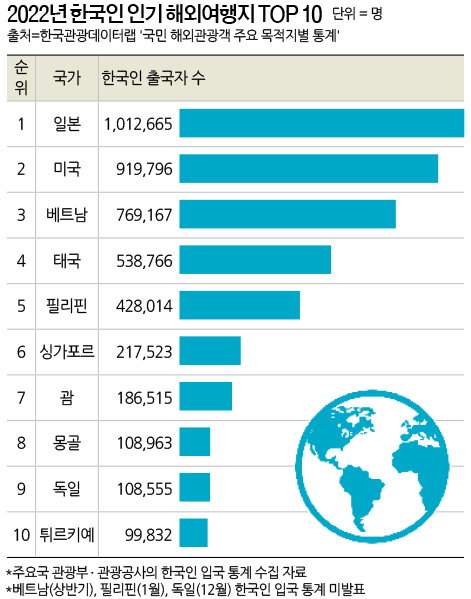 2022년 한국인 인기 해외여행지 TOP 10 단위 = 명
출처=한국관광데이터랩 '국민 해외관광객 주요 목적지별 통계'
순위 국가 한국인 출국자 수
1 일본 1,012,665
2 미국 919,796
3 베트남 769,167
4 태국 538,766
5 필리핀 428,014
6 싱가포르 217,523
7 괌 186,515
8 몽골 108,963
9 독일 108,555
10 튀르키예 99,832
*주요국 관광부·관광공사의 한국인 입국 통계 수집 자료
*베트남(상반기), 필리핀(1월), 독일(12월) 한국인 입국 통계 미발표